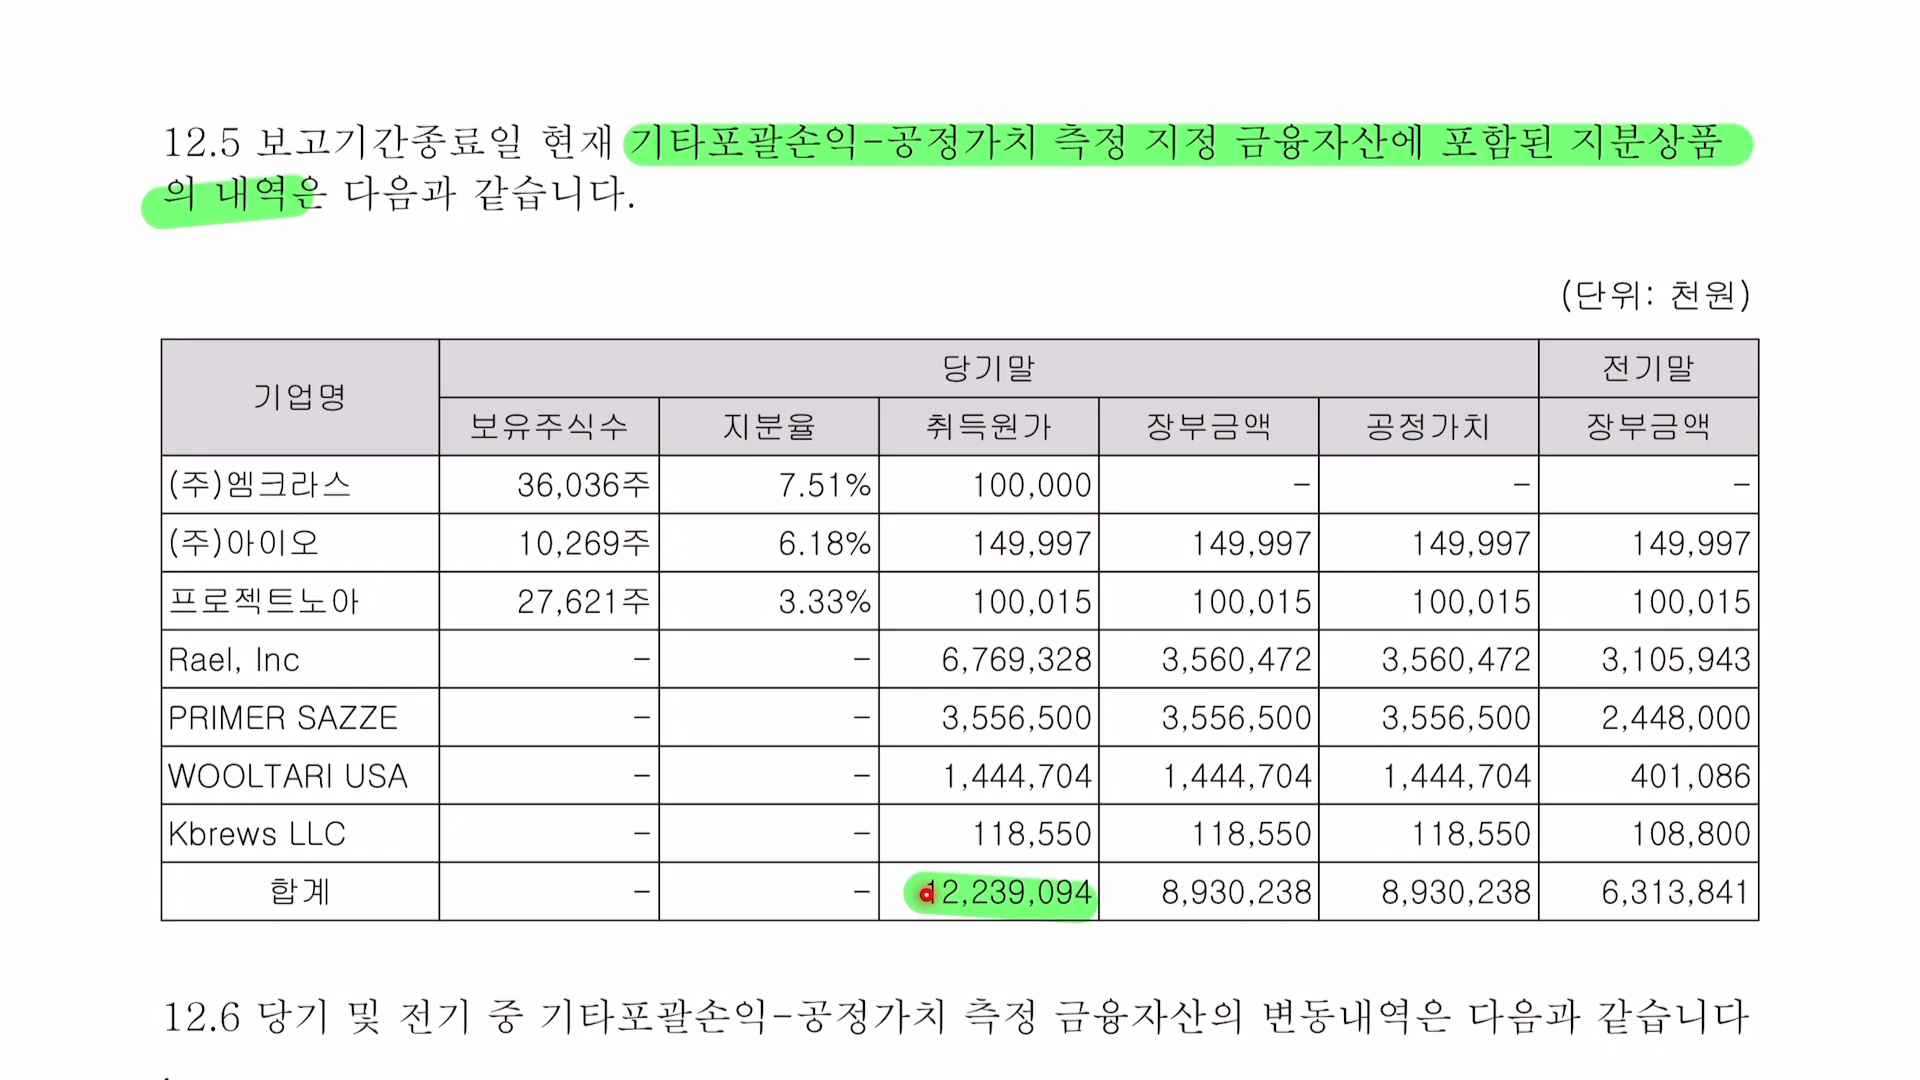 12.5 보고기간종료일 현재 기타포괄손익-공정가치 측정 지정 금융자산에 포함된 지분상품
의 내역은 다음과 같습니다.
(단위: 천원)
기업명 당기말 전기말
보유주식수 지분율 취득원가 장부금액 공정가치 장부금액
(주)엠크라스 36,036주 7.51% 100,000 - - -
(주)아이오 10,269주 6.18% 149,997 149,997 149,997 149,997
프로젝트노아 27,621주 3.33% 100,015 100,015 100,015 100,015
Rael, Inc - - 6,769,328 3,560,472 3,560,472 3,105,943
PRIMER SAZZE - - 3,556,500 3,556,500 3,556,500 2,448,000
WOOLTARI USA - - 1,444,704 1,444,704 1,444,704 401,086
Kbrews LLC - - 118,550 118,550 118,550 108,800
합계 - - 12,239,094 8,930,238 8,930,238 6,313,841
12.6 당기 및 전기 중 기타포괄손익-공정가치 측정 금융자산의 변동내역은 다음과 같습니다
.